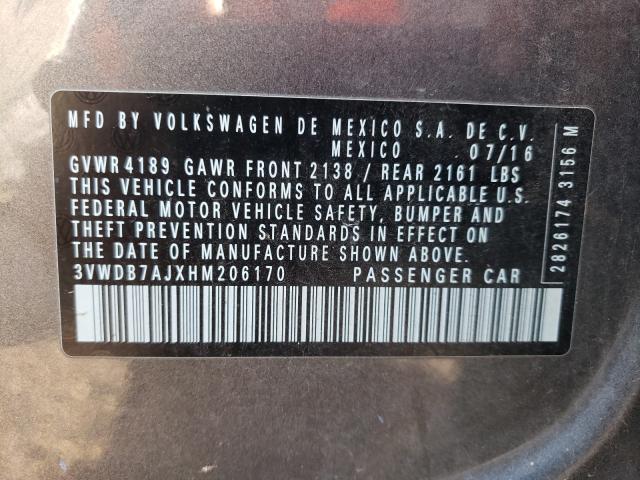 MFD BY VOLKSWAGEN DE MEXICO S.A. DE C.V.
MEXICO 07/16
GVWR 4189 GAWR FRONT 2138 / REAR 2161 LBS
THIS VEHICLE CONFORMS TO ALL APPLICABLE U.S.
FEDERAL MOTOR VEHICLE SAFETY, BUMPER AND
THEFT PREVENTION STANDARDS IN EFFECT ON
THE DATE OF MANUFACTURE SHOWN ABOVE.
3VWDB7AJXHM206170 PASSENGER CAR
2826174 3156 M